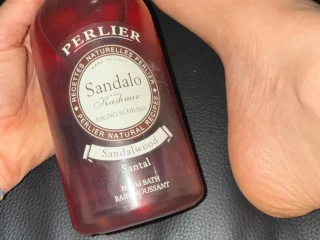 PERLIER
RECETTES NATURELLES PERLIER
Sandalo
Kashmir
BAGNO SCHIUMA
PERLIER NATURAL RECIPES
Sandalwood
Santal
FOAM BATH
BAIN MOUSSANT